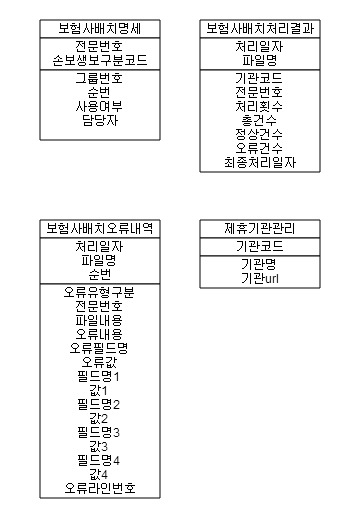 보험사배치명세
전문번호
손보생보구분코드
그룹번호
순번
사용여부
담당자
보험사배치처리결과
처리일자
파일명
기관코드
전문번호
처리횟수
총건수
정상건수
오류건수
최종처리일자
보험사배치오류내역
처리일자
파일명
순번
오류유형구분
전문번호
파일내용
오류내용
오류필드명
오류값
필드명1
값1
필드명2
값2
필드명3
값3
필드명4
값4
오류라인번호
제휴기관관리
기관코드
기관명
기관url